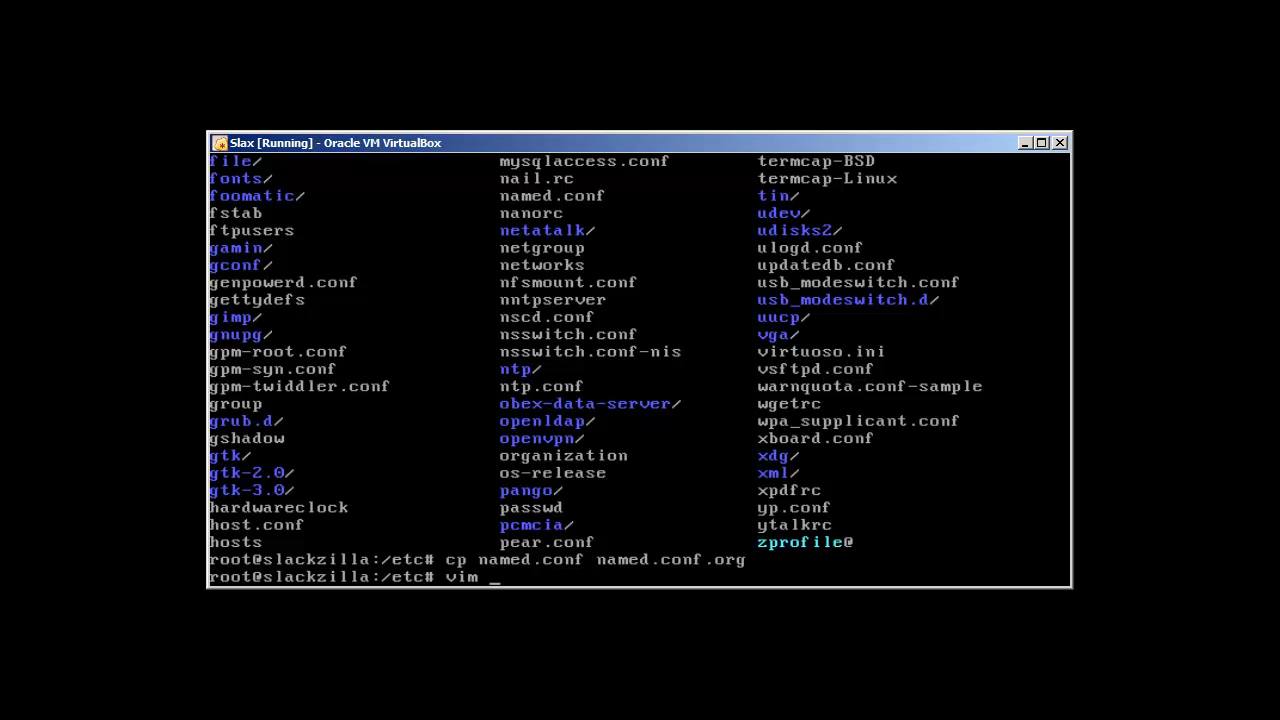 Slax [Running] - Oracle VM VirtualBox
file/ mysqlaccess.conf termcap-BSD
fonts/ nail.rc termcap-Linux
foomatic/ named.conf tin/
fstab nanorc udev/
ftpusers netatalk/ udisks2/
gamin/ netgroup ulogd.conf
gconf/ networks updatedb.conf
genpowerd.conf nfsmount.conf usb_modeswitch.conf
gettydefs nntpserver usb_modeswitch.d/
gimp/ nscd.conf uucp/
gnupg/ nsswitch.conf vga/
gpm-root.conf nsswitch.conf-nis virtuoso.ini
gpm-syn.conf ntp/ vsftpd.conf
gpm-twiddler.conf ntp.conf warnquota.conf-sample
group obex-data-server/ wgetrc
grub.d/ openldap/ wpa_supplicant.conf
gshadow openvpn/ xboard.conf
gtk/ organization xdg/
gtk-2.0/ os-release xml/
gtk-3.0/ pango/ xpdfrc
hardwareclock passwd yp.conf
host.conf pcmcia/ ytalkrc
hosts pear.conf zprofile@
root@slackzilla:/etc# cp named.conf named.conf.org
root@slackzilla:/etc# vim _